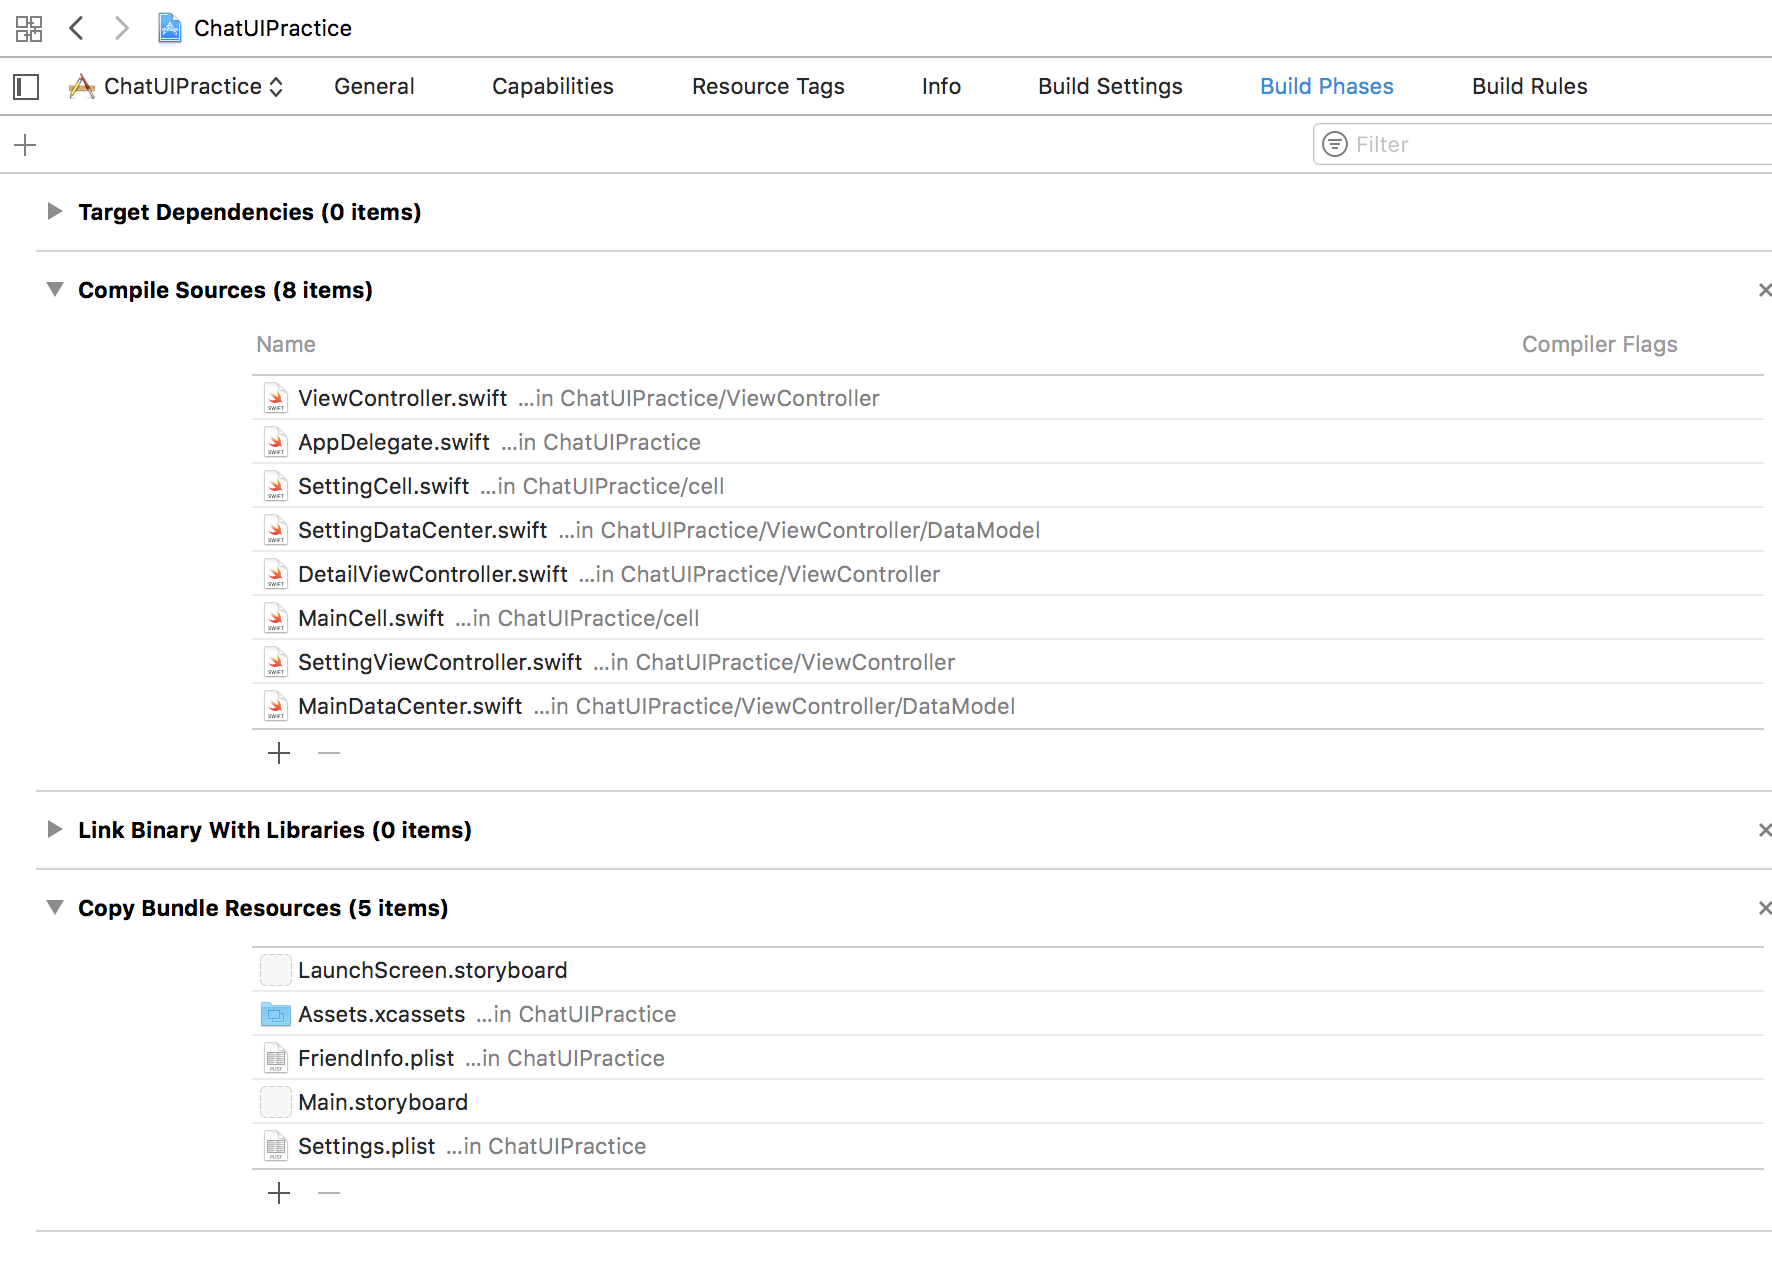 ChatUIPractice
ChatUIPractice General Capabilities Resource Tags Info Build Settings Build Phases Build Rules
Filter
Target Dependencies (0 items)
Compile Sources (8 items)
Name Compiler Flags
ViewController.swift ...in ChatUIPractice/ViewController
AppDelegate.swift ...in ChatUIPractice
SettingCell.swift ...in ChatUIPractice/cell
SettingDataCenter.swift ...in ChatUIPractice/ViewController/DataModel
DetailViewController.swift ...in ChatUIPractice/ViewController
MainCell.swift ...in ChatUIPractice/cell
SettingViewController.swift ...in ChatUIPractice/ViewController
MainDataCenter.swift ...in ChatUIPractice/ViewController/DataModel
Link Binary With Libraries (0 items)
Copy Bundle Resources (5 items)
LaunchScreen.storyboard
Assets.xcassets ...in ChatUIPractice
FriendInfo.plist ...in ChatUIPractice
Main.storyboard
Settings.plist ...in ChatUIPractice